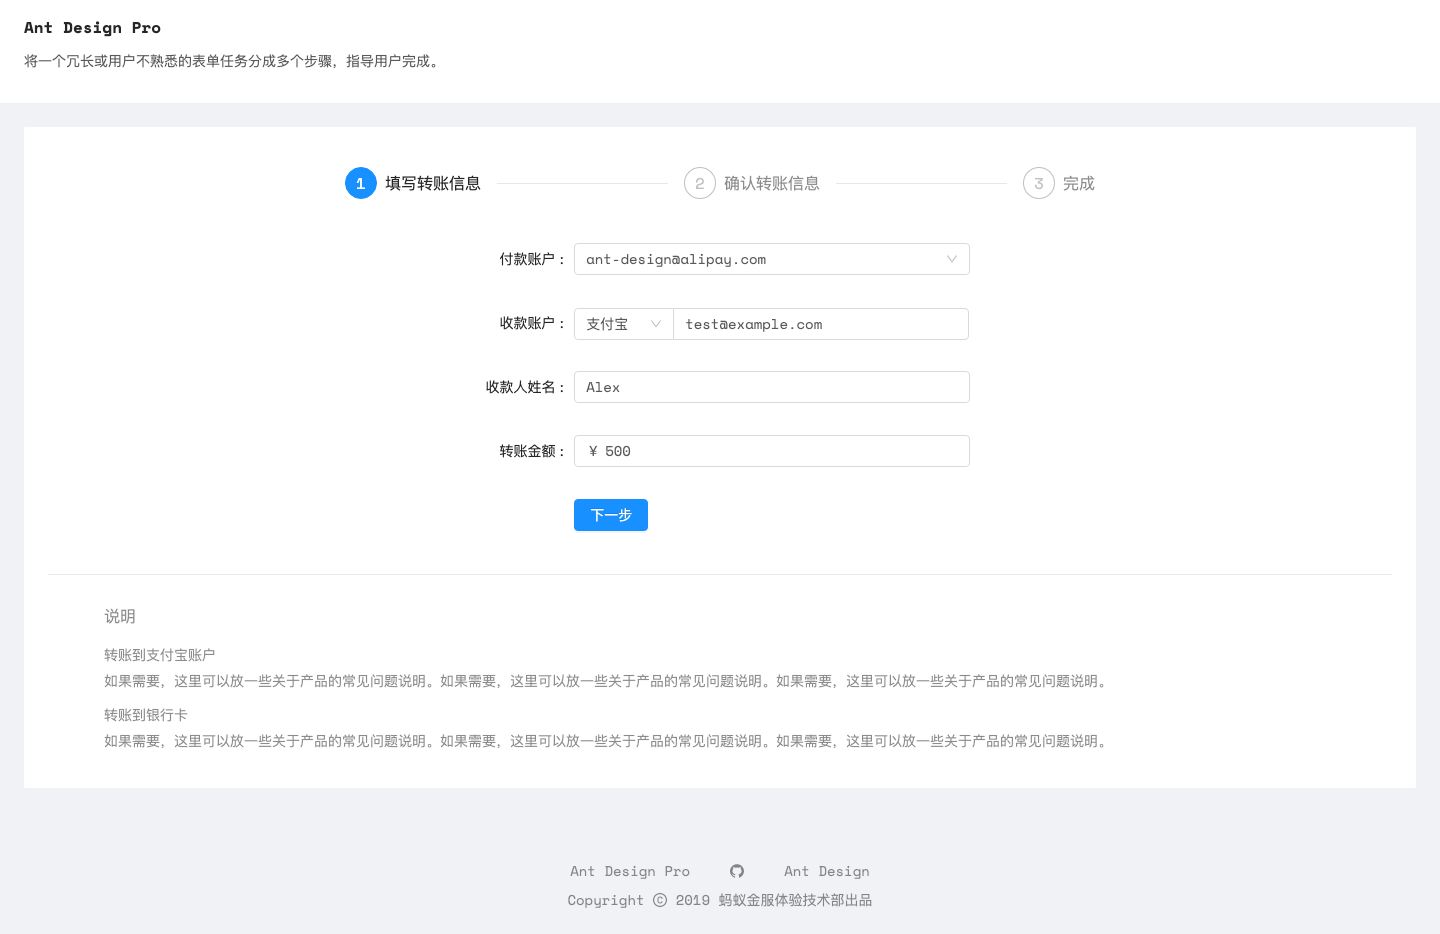 Ant Design Pro
将一个冗长或用户不熟悉的表单任务分成多个步骤，指导用户完成。
1 填写转账信息 2 确认转账信息 3 完成
付款账户 : ant-design@alipay.com
收款账户 : 支付宝 test@example.com
收款人姓名 : Alex
转账金额 : ¥ 500
下一步
说明
转账到支付宝账户
如果需要，这里可以放一些关于产品的常见问题说明。如果需要，这里可以放一些关于产品的常见问题说明。如果需要，这里可以放一些关于产品的常见问题说明。
转账到银行卡
如果需要，这里可以放一些关于产品的常见问题说明。如果需要，这里可以放一些关于产品的常见问题说明。如果需要，这里可以放一些关于产品的常见问题说明。
Ant Design Pro Ant Design
Copyright © 2019 蚂蚁金服体验技术部出品